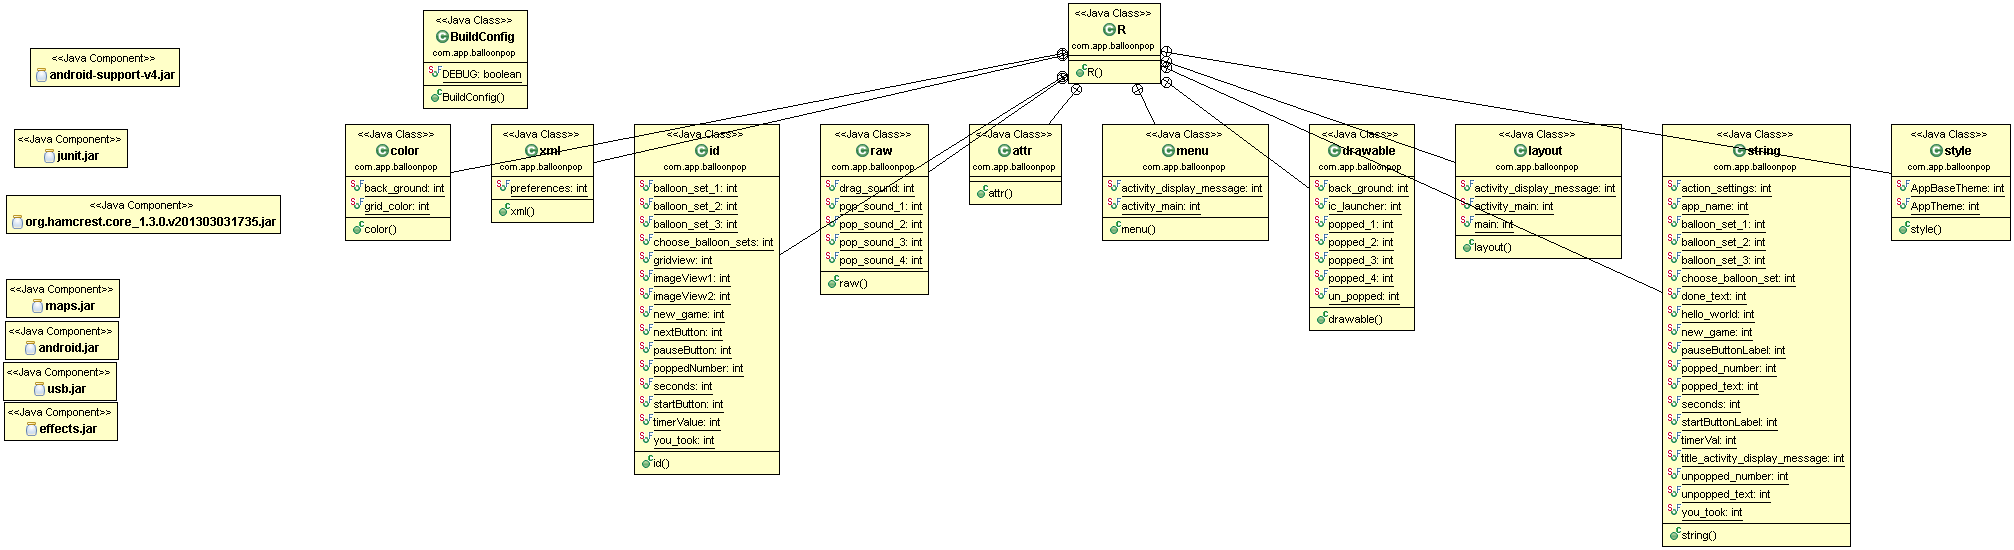 <<Java Component>>
android-support-v4.jar
<<Java Component>>
junit.jar
<<Java Component>>
org.hamcrest.core_1.3.0.v201303031735.jar
<<Java Component>>
maps.jar
<<Java Component>>
android.jar
<<Java Component>>
usb.jar
<<Java Component>>
effects.jar
<<Java Class>>
BuildConfig
com.app.balloonpop
DEBUG: boolean
BuildConfig()
<<Java Class>>
R
com.app.balloonpop
R()
<<Java Class>>
color
com.app.balloonpop
back_ground: int
grid_color: int
color()
<<Java Class>>
xml
com.app.balloonpop
preferences: int
xml()
<<Java Class>>
id
com.app.balloonpop
balloon_set_1: int
balloon_set_2: int
balloon_set_3: int
choose_balloon_sets: int
gridview: int
imageView1: int
imageView2: int
new_game: int
nextButton: int
pauseButton: int
poppedNumber: int
seconds: int
startButton: int
timerValue: int
you_took: int
id()
<<Java Class>>
raw
com.app.balloonpop
drag_sound: int
pop_sound_1: int
pop_sound_2: int
pop_sound_3: int
pop_sound_4: int
raw()
<<Java Class>>
attr
com.app.balloonpop
attr()
<<Java Class>>
menu
com.app.balloonpop
activity_display_message: int
activity_main: int
menu()
<<Java Class>>
drawable
com.app.balloonpop
back_ground: int
ic_launcher: int
popped_1: int
popped_2: int
popped_3: int
popped_4: int
un_popped: int
drawable()
<<Java Class>>
layout
com.app.balloonpop
activity_display_message: int
activity_main: int
main: int
layout()
<<Java Class>>
string
com.app.balloonpop
action_settings: int
app_name: int
balloon_set_1: int
balloon_set_2: int
balloon_set_3: int
choose_balloon_set: int
done_text: int
hello_world: int
new_game: int
pauseButtonLabel: int
popped_number: int
popped_text: int
seconds: int
startButtonLabel: int
timerVal: int
title_activity_display_message: int
unpopped_number: int
unpopped_text: int
you_took: int
string()
<<Java Class>>
style
com.app.balloonpop
AppBaseTheme: int
AppTheme: int
style()